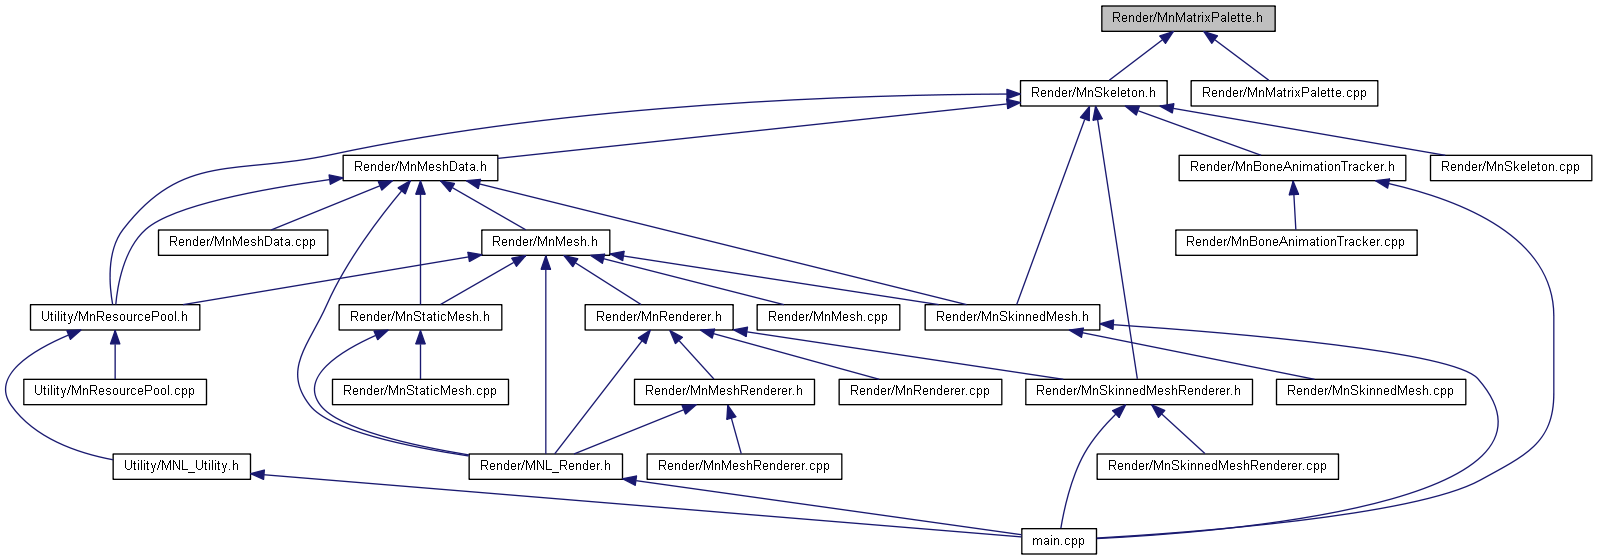 Render/MnMatrixPalette.h
Render/MnSkeleton.h
Render/MnMatrixPalette.cpp
Render/MnMeshData.h
Render/MnBoneAnimationTracker.h
Render/MnSkeleton.cpp
Render/MnMeshData.cpp
Render/MnMesh.h
Render/MnBoneAnimationTracker.cpp
Utility/MnResourcePool.h
Render/MnStaticMesh.h
Render/MnRenderer.h
Render/MnMesh.cpp
Render/MnSkinnedMesh.h
Utility/MnResourcePool.cpp
Render/MnStaticMesh.cpp
Render/MnMeshRenderer.h
Render/MnRenderer.cpp
Render/MnSkinnedMeshRenderer.h
Render/MnSkinnedMesh.cpp
Utility/MNL_Utility.h
Render/MNL_Render.h
Render/MnMeshRenderer.cpp
Render/MnSkinnedMeshRenderer.cpp
main.cpp